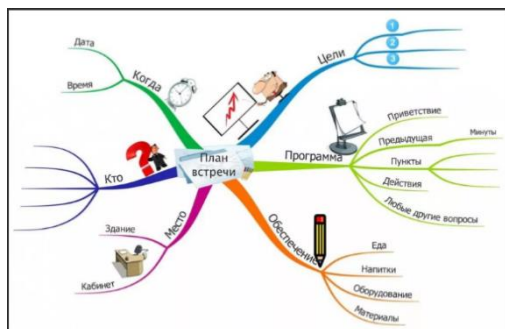 План
встречи
Когда
Дата
Время
Цели
1
2
3
Программа
Приветствие
Предыдущая
Минуты
Пункты
Действия
Любые другие вопросы
Обеспечение
Еда
Напитки
Оборудование
Материалы
Место
Здание
Кабинет
Кто